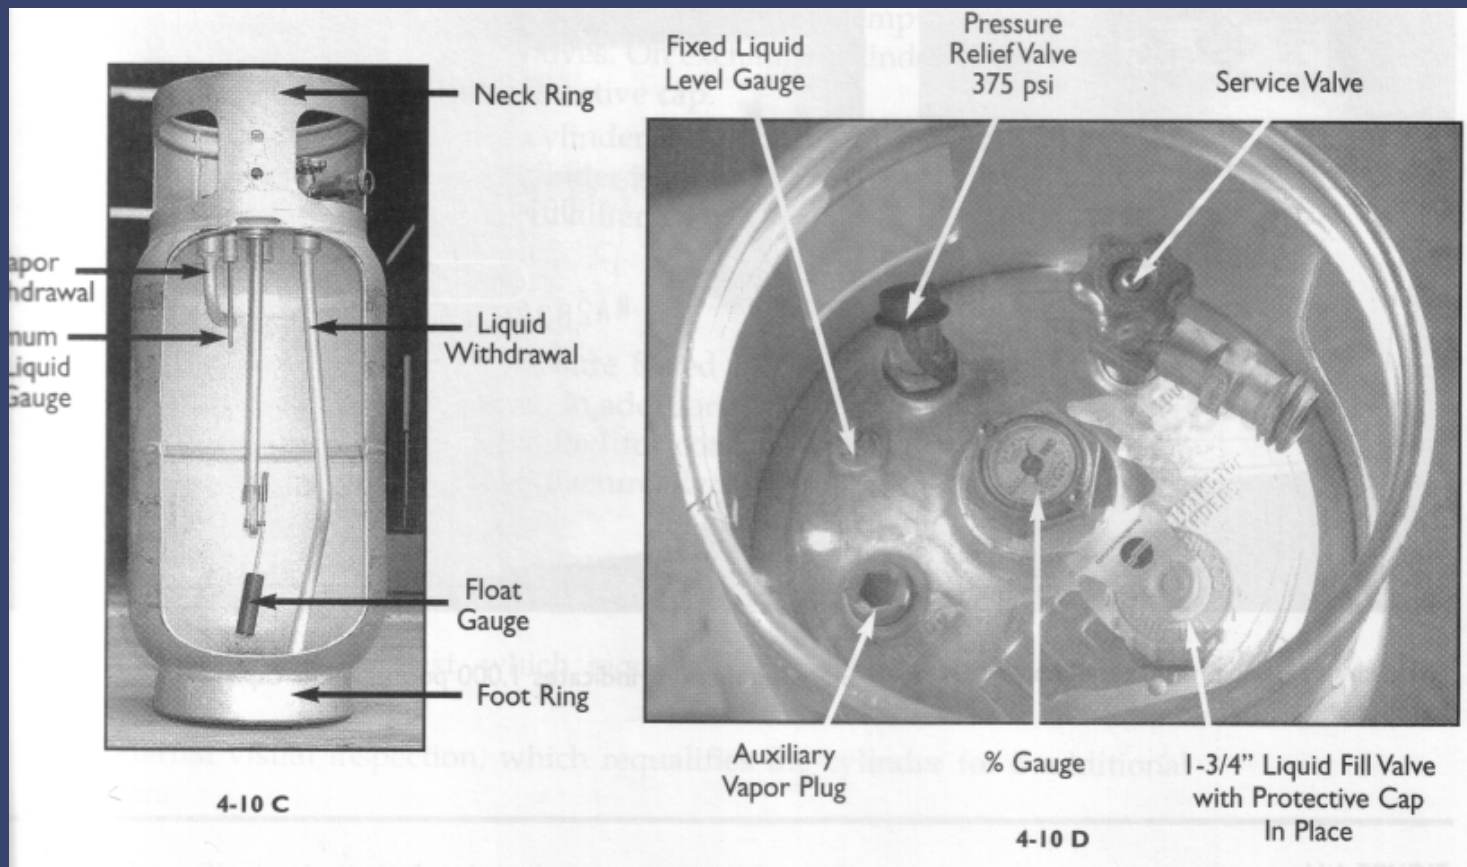 Neck Ring
apor
hdrawal
mum
Liquid
Gauge
Liquid
Withdrawal
Float
Gauge
Foot Ring
4-10 C
Fixed Liquid
Level Gauge
Pressure
Relief Valve
375 psi
Service Valve
Auxiliary
Vapor Plug
% Gauge
1-3/4" Liquid Fill Valve
with Protective Cap
In Place
4-10 D